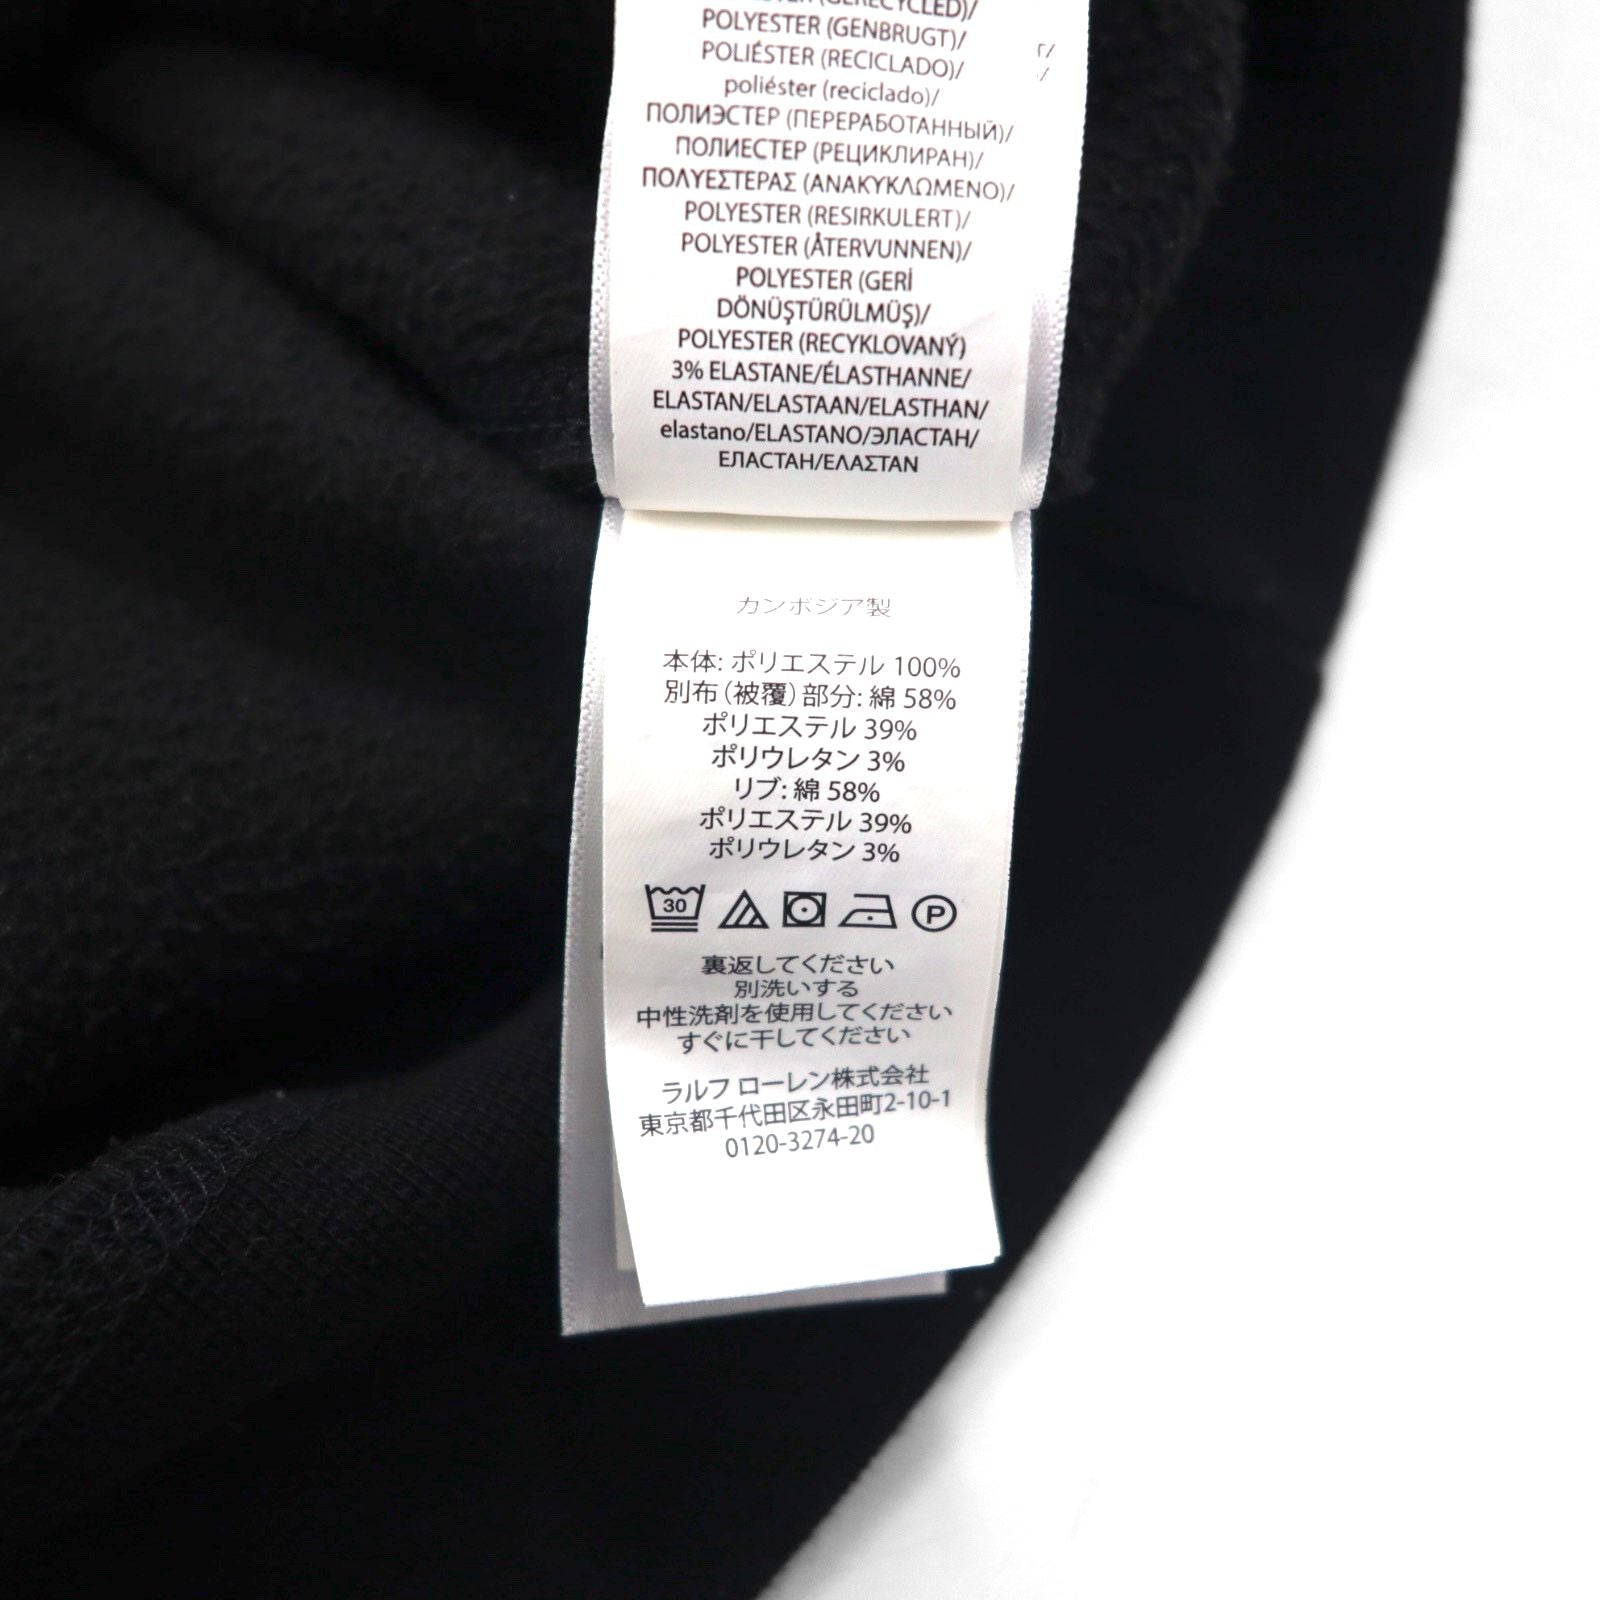 (GERECYCLED)/
POLYESTER (GENBRUGT)/
POLIÉSTER (RECICLADO)/
poliéster (reciclado)/
ПОЛИЭСТЕР (ПЕРЕРАБОТАННЫЙ)/
ПОЛИЕСТЕР (РЕЦИКЛИРАН)/
ΠΟΛΥΕΣΤΕΡΑΣ (ΑΝΑΚΥΚΛΩΜΕΝΟ)/
POLYESTER (RESIRKULERT)/
POLYESTER (ÅTERVUNNEN)/
POLYESTER (GERİ
DÖNÜŞTÜRÜLMÜŞ)/
POLYESTER (RECYKLOVANÝ)
3% ELASTANE/ÉLASTHANNE/
ELASTAN/ELASTAAN/ELASTHAN/
elastano/ELASTANO/ЭЛАСТАН/
ЕЛАСТАН/ΕΛΑΣΤΑΝ
カンボジア製
本体: ポリエステル 100%
別布(被覆)部分: 綿 58%
ポリエステル 39%
ポリウレタン 3%
リブ: 綿 58%
ポリエステル 39%
ポリウレタン 3%
30 P
裏返してください
別洗いする
中性洗剤を使用してください
すぐに干してください
ラルフ ローレン株式会社
東京都千代田区永田町2-10-1
0120-3274-20